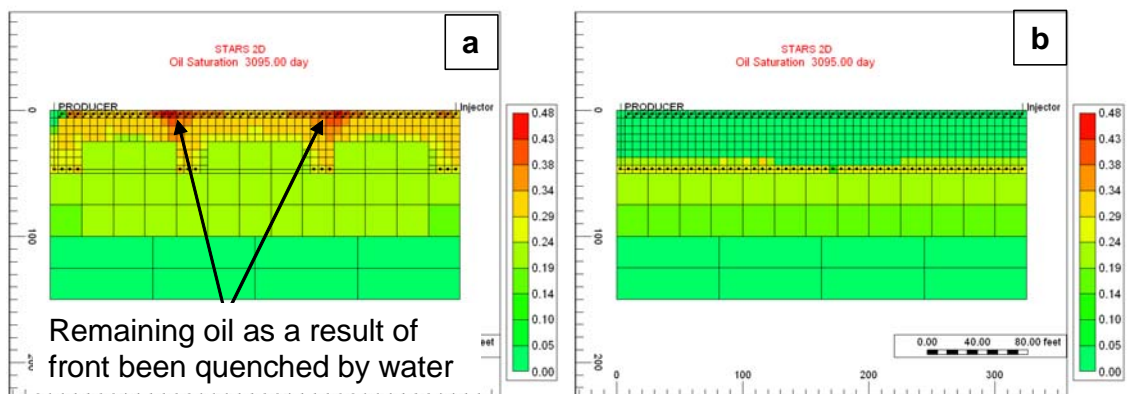 a
STARS 2D
Oil Saturation 3095.00 day
PRODUCER
Injector
0
100
0.48
0.43
0.38
0.34
0.29
0.24
0.19
0.14
0.10
0.05
0.00
Remaining oil as a result of
front been quenched by water
b
STARS 2D
Oil Saturation 3095.00 day
PRODUCER
Injector
0
100
200
0.48
0.43
0.38
0.34
0.29
0.24
0.19
0.14
0.10
0.05
0.00
0.00 40.00 80.00 feet
0 100 200 300